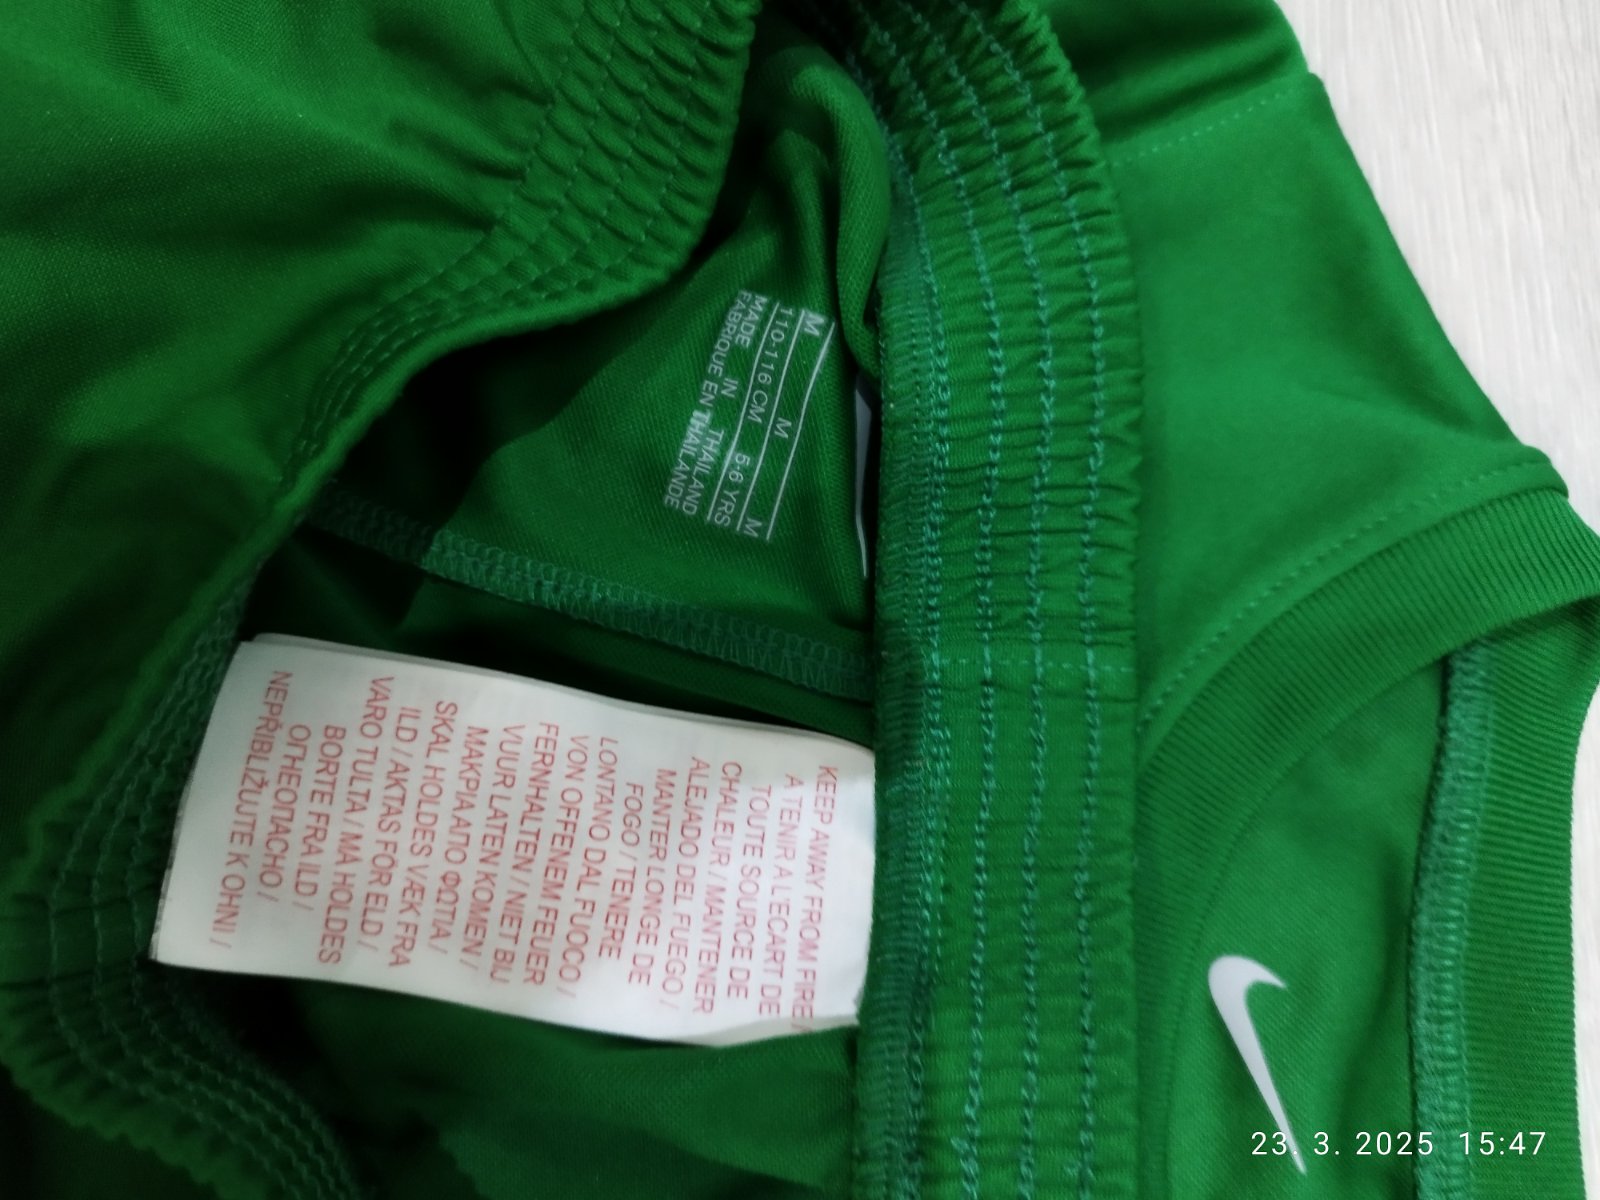 M M M
110-116 CM 5-6 YRS
MADE IN THAILAND
FABRIQUE EN THAILANDE
KEEP AWAY FROM FIRE/
A TENIR A L'ECART DE
TOUTE SOURCE DE
CHALEUR / MANTENER
ALEJADO DEL FUEGO /
MANTER LONGE DE
FOGO / TENERE
LONTANO DAL FUOCO /
VON OFFENEM FEUER
FERNHALTEN / NIET BIJ
VUUR LATEN KOMEN /
ΜΑΚΡΙΑ ΑΠΟ ΦΩΤΙΑ /
SKAL HOLDES VÆK FRA
ILD / AKTAS FÖR ELD /
VARO TULTA / MÅ HOLDES
BORTE FRA ILD /
ОГНЕОПАСНО /
NEPŘIBLIŽUJTE K OHNI /
23. 3. 2025 15:47